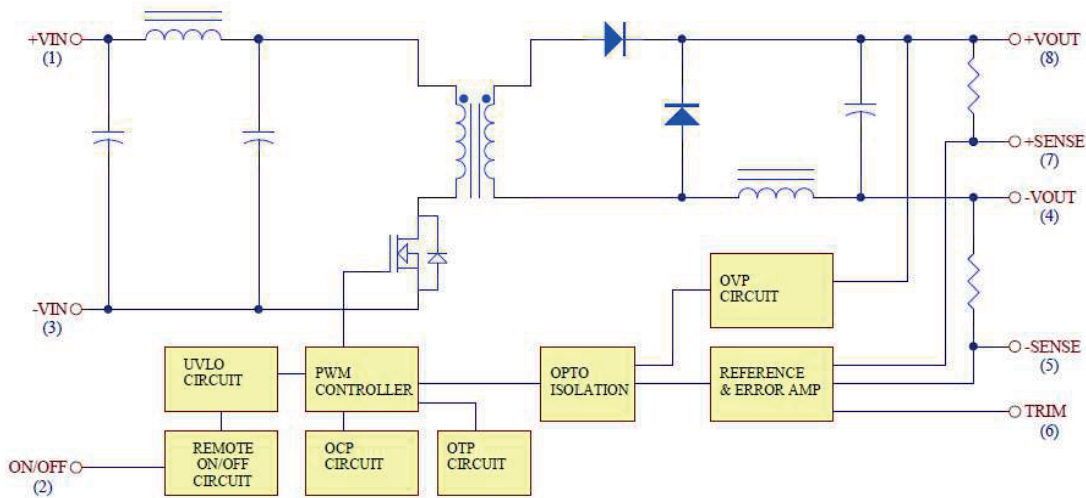 +VIN
(1)
+VOUT
(8)
+SENSE
(7)
-VOUT
(4)
-VIN
(3)
OVP
CIRCUIT
-SENSE
(5)
UVLO
CIRCUIT
PWM
CONTROLLER
OPTO
ISOLATION
REFERENCE
& ERROR AMP
TRIM
(6)
ON/OFF
(2)
REMOTE
ON/OFF
CIRCUIT
OCP
CIRCUIT
OTP
CIRCUIT